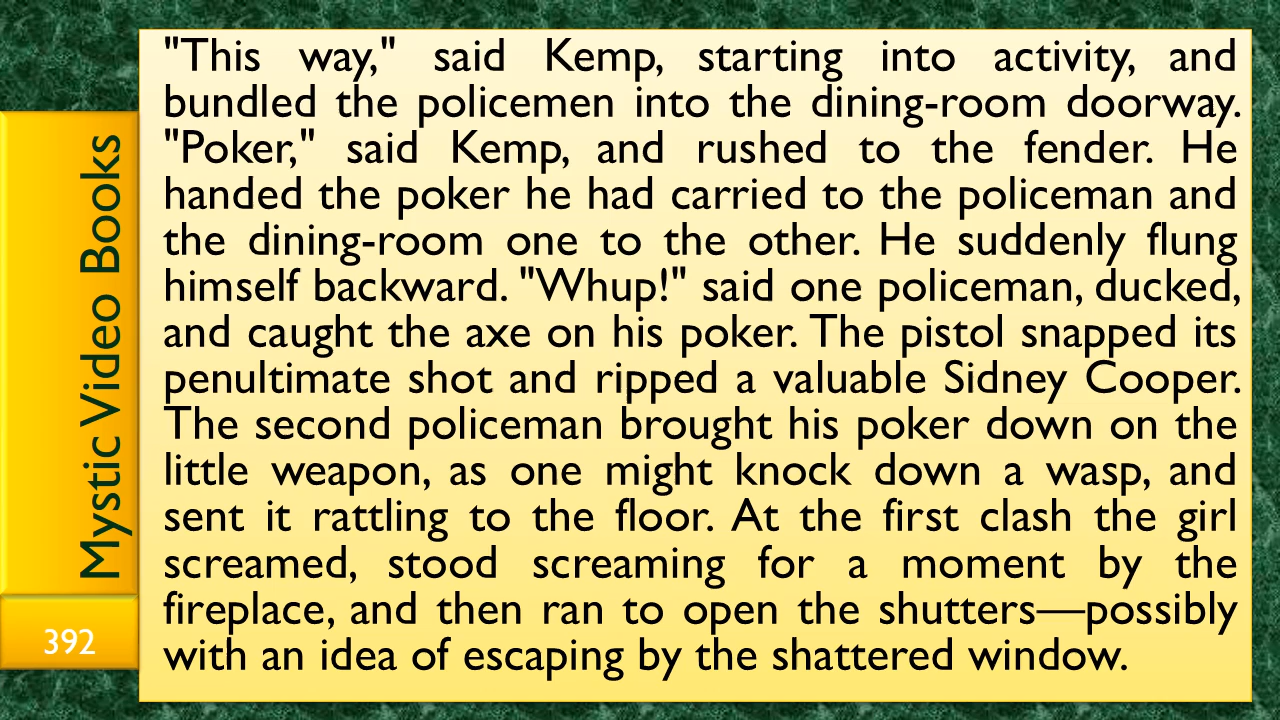 "This way," said Kemp, starting into activity, and
bundled the policemen into the dining-room doorway.
"Poker," said Kemp, and rushed to the fender. He
handed the poker he had carried to the policeman and
the dining-room one to the other. He suddenly flung
himself backward. "Whup!" said one policeman, ducked,
and caught the axe on his poker. The pistol snapped its
penultimate shot and ripped a valuable Sidney Cooper.
The second policeman brought his poker down on the
little weapon, as one might knock down a wasp, and
sent it rattling to the floor. At the first clash the girl
screamed, stood screaming for a moment by the
fireplace, and then ran to open the shutters—possibly
with an idea of escaping by the shattered window.
Mystic Video Books
392